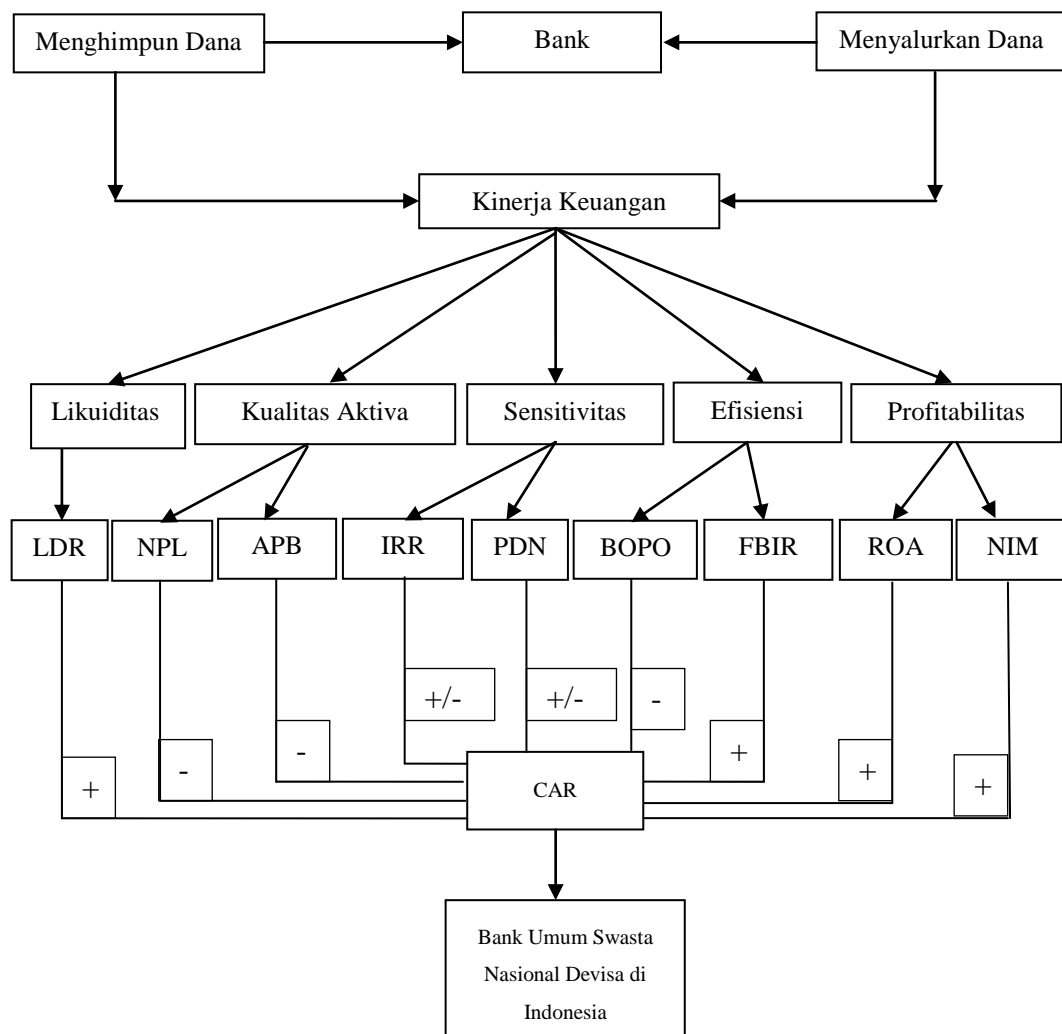 Menghimpun Dana
Bank
Menyalurkan Dana
Kinerja Keuangan
Likuiditas
Kualitas Aktiva
Sensitivitas
Efisiensi
Profitabilitas
LDR
NPL
APB
IRR
PDN
BOPO
FBIR
ROA
NIM
+/-
+/-
-
-
+
-
+
+
+
CAR
Bank Umum Swasta
Nasional Devisa di
Indonesia